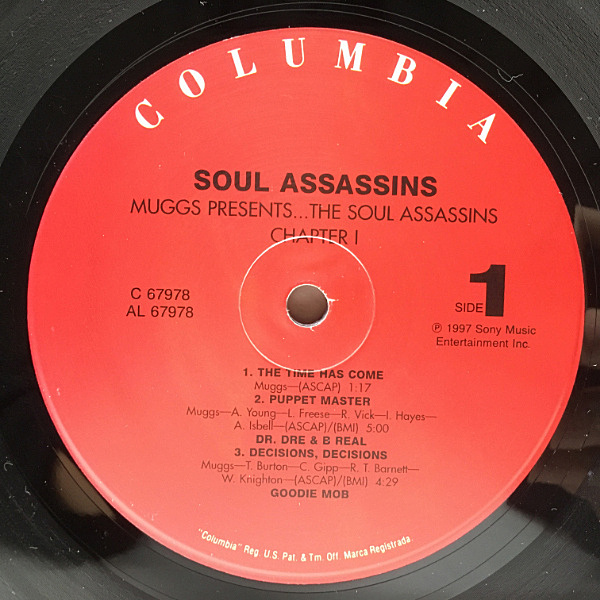 COLUMBIA
SOUL ASSASSINS
MUGGS PRESENTS...THE SOUL ASSASSINS
CHAPTER I
C 67978
AL 67978
SIDE 1
℗ 1997 Sony Music
Entertainment Inc.
1. THE TIME HAS COME
Muggs—(ASCAP) 1:17
2. PUPPET MASTER
Muggs—A. Young—L. Freese—R. Vick—I. Hayes—
A. Isbell—(ASCAP)/(BMI) 5:00
DR. DRE & B REAL
3. DECISIONS, DECISIONS
Muggs—T. Burton—C. Gipp—R. T. Barnett—
W. Knighton—(ASCAP)/(BMI) 4:29
GOODIE MOB
"Columbia" Reg. U.S. Pat. & Tm. Off. Marca Registrada.